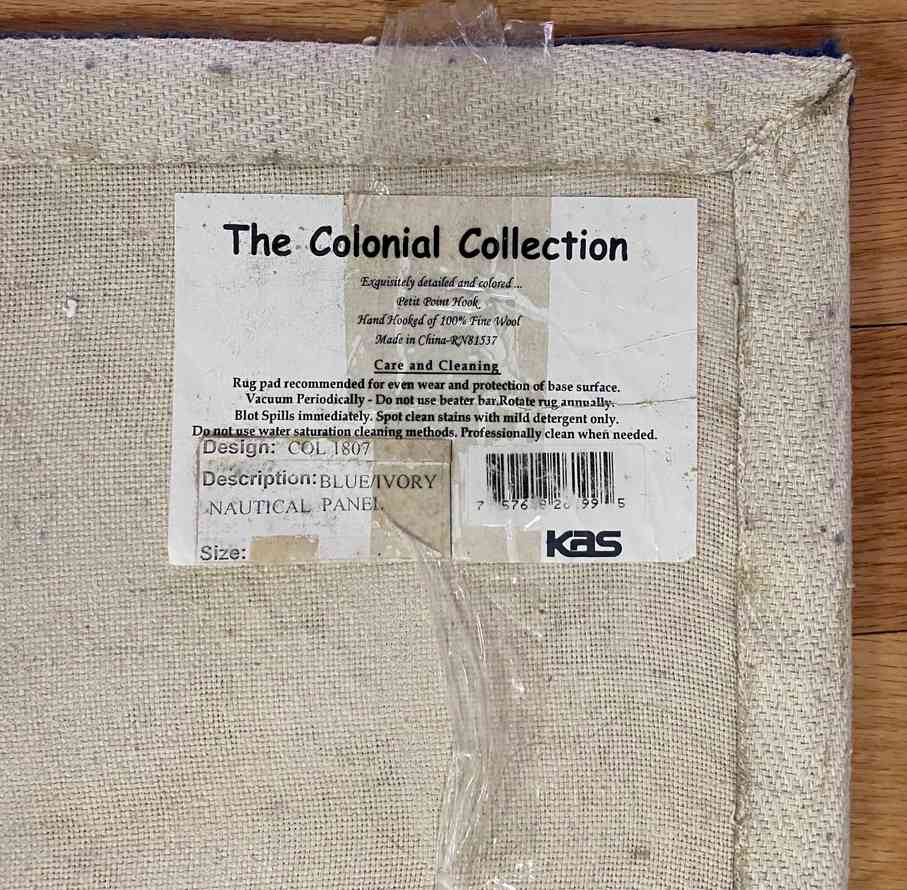 The Colonial Collection
Exquisitely detailed and colored...
Petit Point Hook
Hand Hooked of 100% Fine Wool
Made in China-RN81537
Care and Cleaning
Rug pad recommended for even wear and protection of base surface.
Vacuum Periodically - Do not use beater bar.Rotate rug annually.
Blot Spills immediately. Spot clean stains with mild detergent only.
Do not use water saturation cleaning methods. Professionally clean when needed.
Design: COL 1807
Description: BLUE/IVORY
NAUTICAL PANEL
Size:
kas